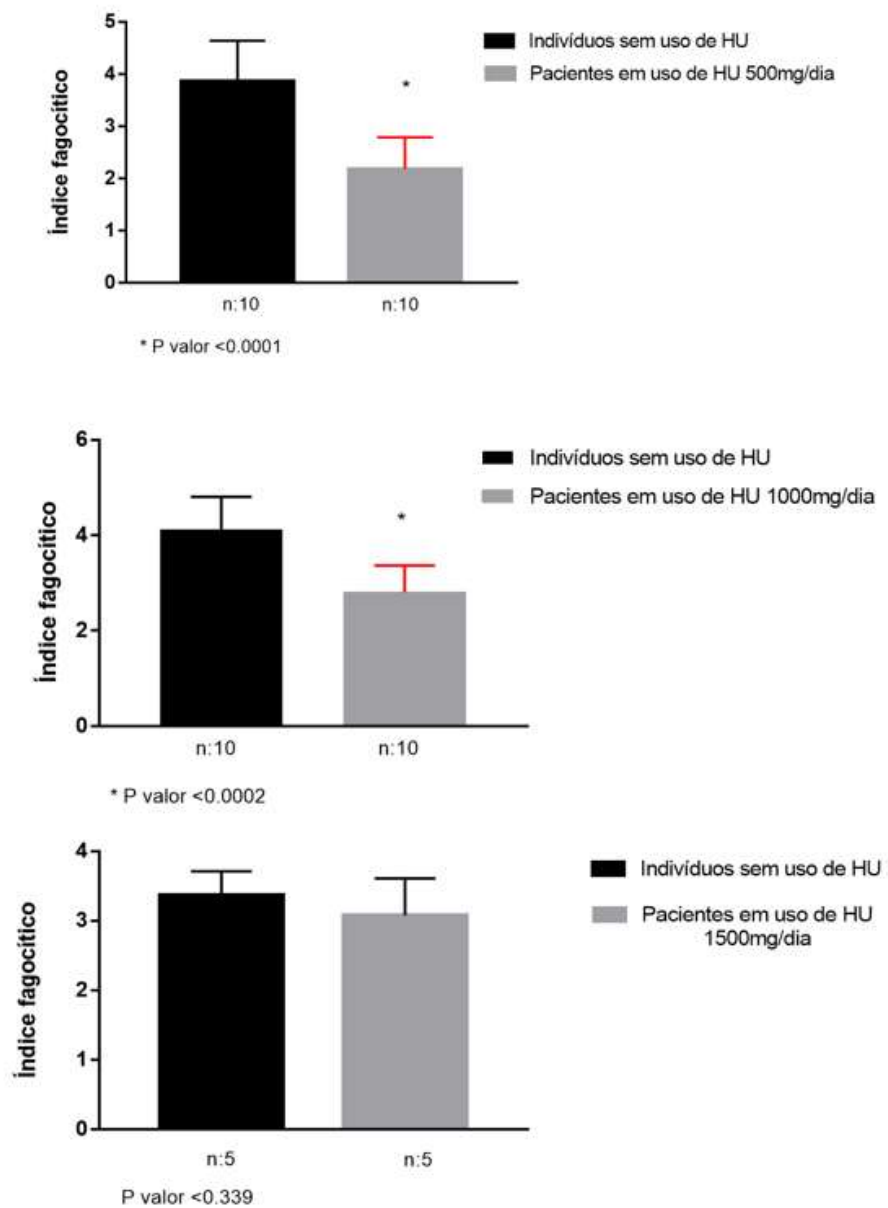 Índice fagocítico
5
4
3
2
1
0
n:10
n:10
Indivíduos sem uso de HU
Pacientes em uso de HU 500mg/dia
*
* P valor <0.0001
Índice fagocítico
6
4
2
0
n:10
n:10
Indivíduos sem uso de HU
Pacientes em uso de HU 1000mg/dia
*
* P valor <0.0002
Índice fagocítico
4
3
2
1
0
n:5
n:5
Indivíduos sem uso de HU
Pacientes em uso de HU
1500mg/dia
P valor <0.339